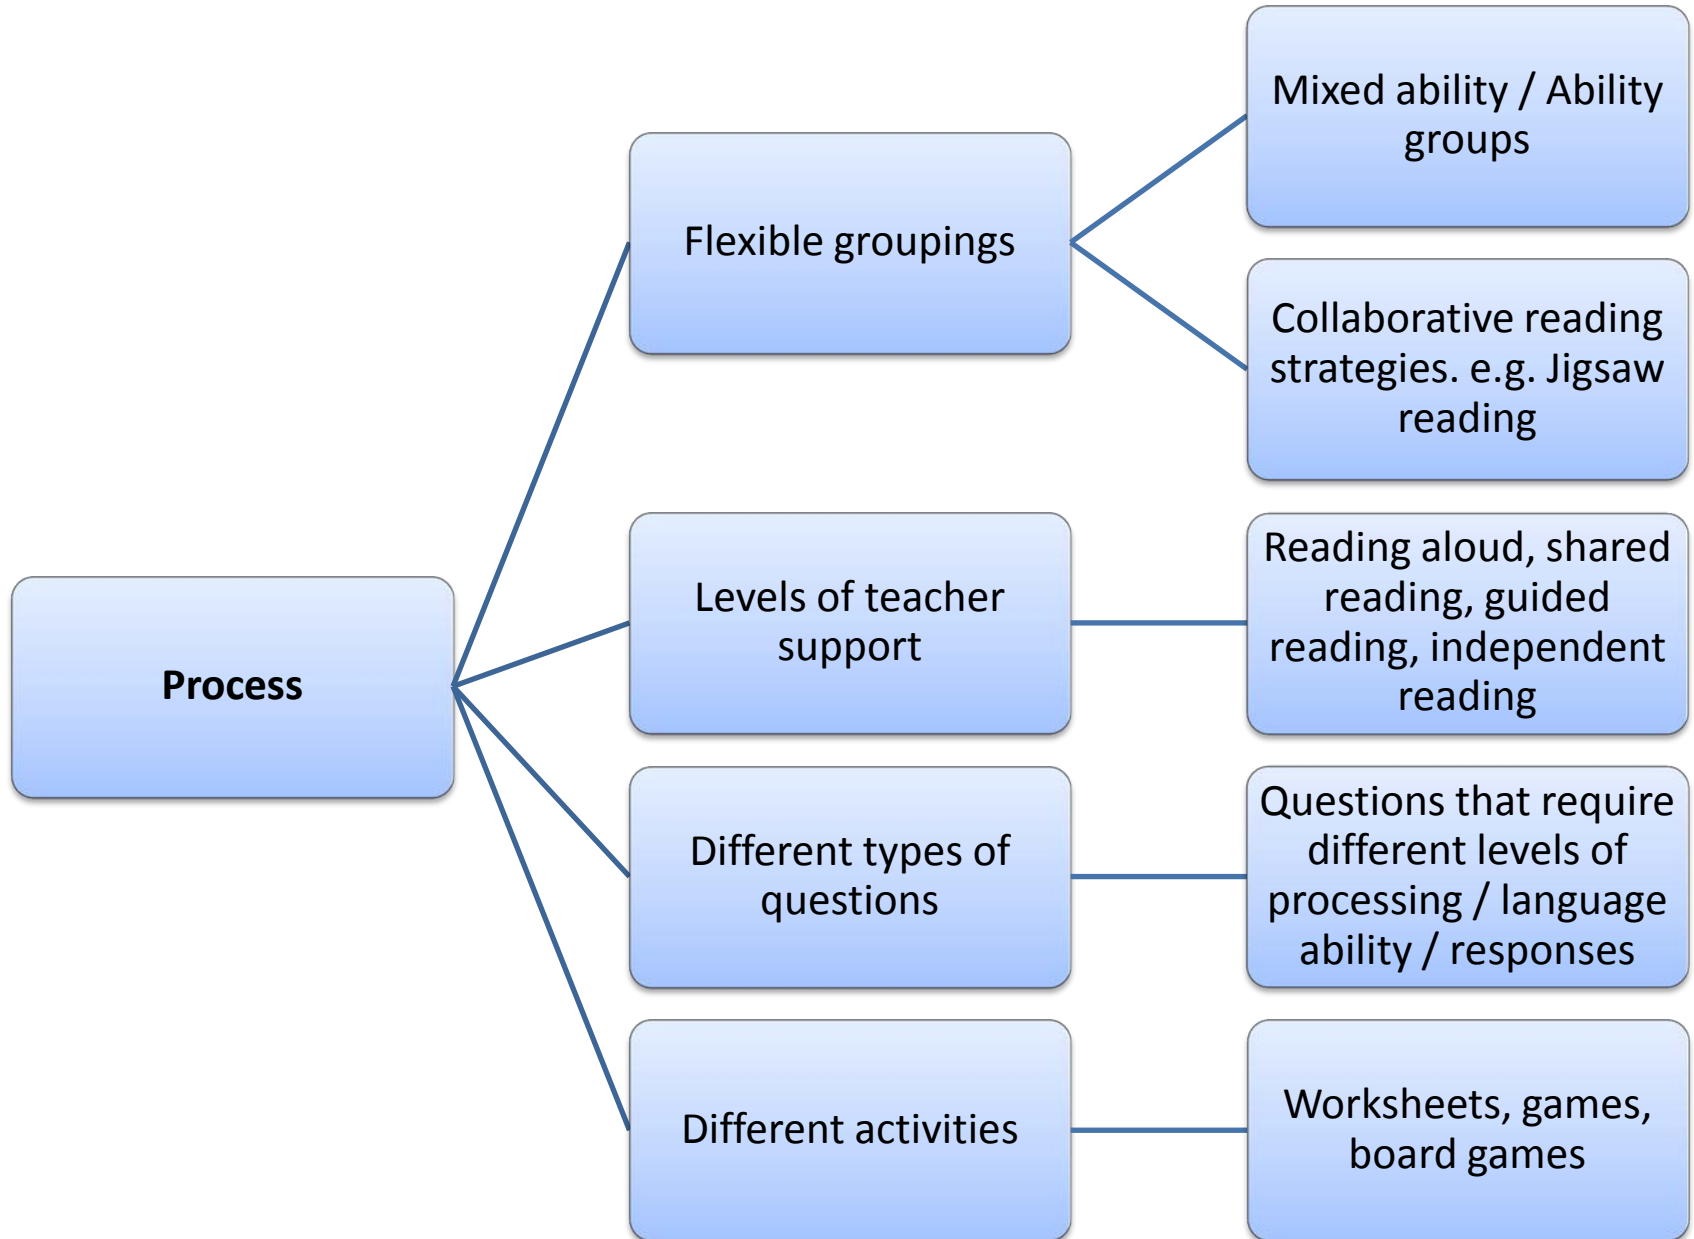 Process
Flexible groupings
Mixed ability / Ability
groups
Collaborative reading
strategies. e.g. Jigsaw
reading
Levels of teacher
support
Reading aloud, shared
reading, guided
reading, independent
reading
Different types of
questions
Questions that require
different levels of
processing / language
ability / responses
Different activities
Worksheets, games,
board games